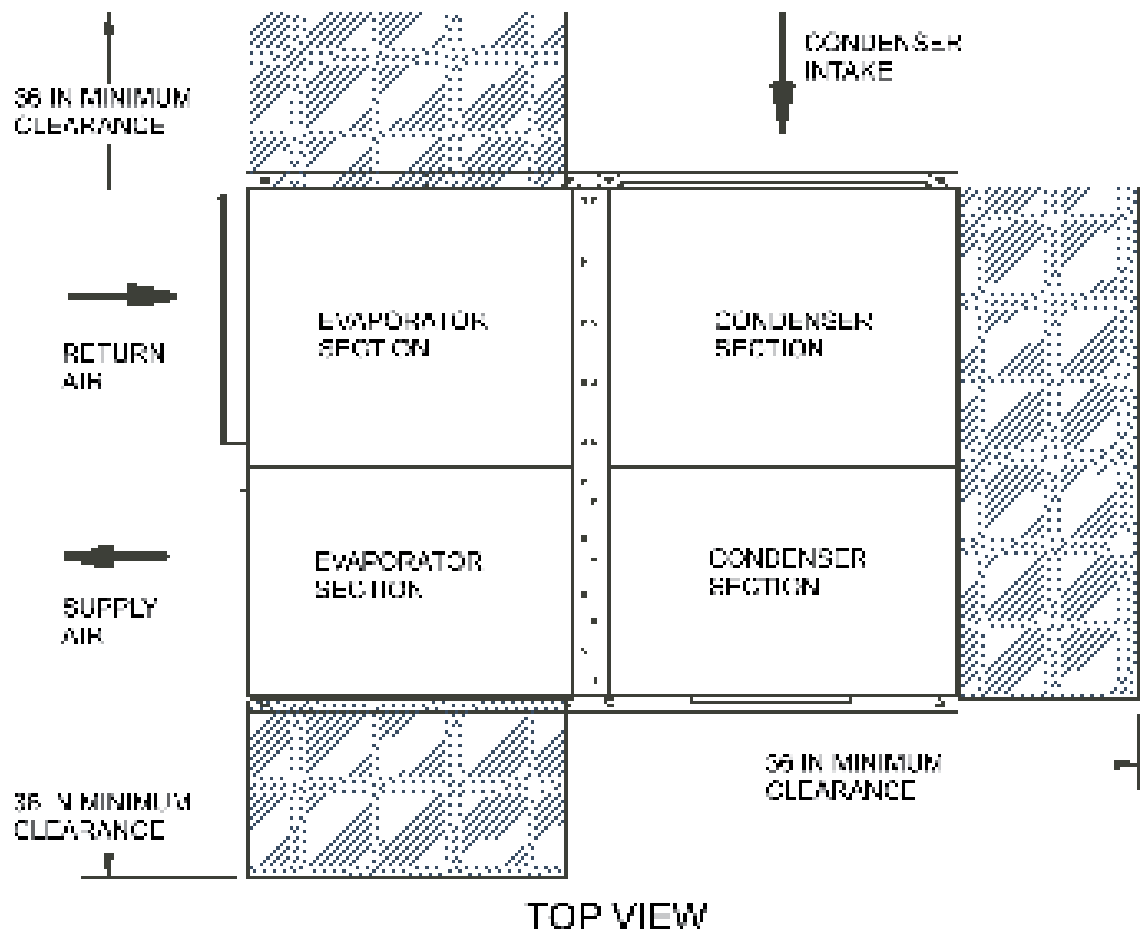 CONDENSER
INTAKE
36 IN MINIMUM
CLEARANCE
EVAPORATOR
SECTION
CONDENSER
SECTION
RETURN
AIR
EVAPORATOR
SECTION
CONDENSER
SECTION
SUPPLY
AIR
36 IN MINIMUM
CLEARANCE
36 IN MINIMUM
CLEARANCE
TOP VIEW